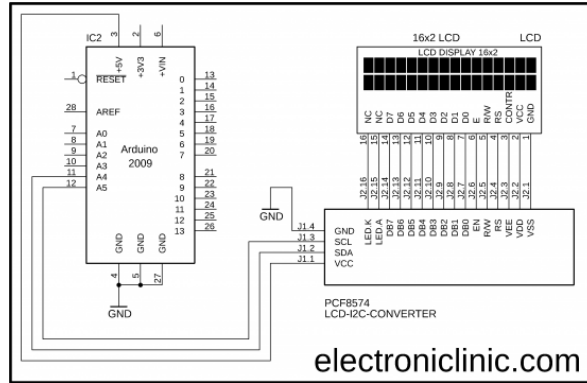 IC2
3
2
6
+5V
+3V3
+VIN
1
RESET
28
AREF
7
A0
8
A1
9
A2
10
A3
11
A4
12
A5
Arduino
2009
0
13
1
14
2
15
3
16
4
17
5
18
6
19
7
20
8
21
9
22
10
23
11
24
12
25
13
26
GND
GND
GND
4
5
27
GND
16x2 LCD
LCD
LCD DISPLAY 16x2
NC
NC
D7
D6
D5
D4
D3
D2
D1
D0
E
R/W
RS
CONTR
VCC
GND
16
15
14
13
12
11
10
9
8
7
6
5
4
3
2
1
J2.16
J2.15
J2.14
J2.13
J2.12
J2.11
J2.10
J2.9
J2.8
J2.7
J2.6
J2.5
J2.4
J2.3
J2.2
J2.1
LED.K
LED.A
DB7
DB6
DB5
DB4
DB3
DB2
DB1
DB0
EN
R/W
RS
VEE
VDD
VSS
GND
J1.4
GND
J1.3
SCL
J1.2
SDA
J1.1
VCC
PCF8574
LCD-I2C-CONVERTER
electroniclinic.com